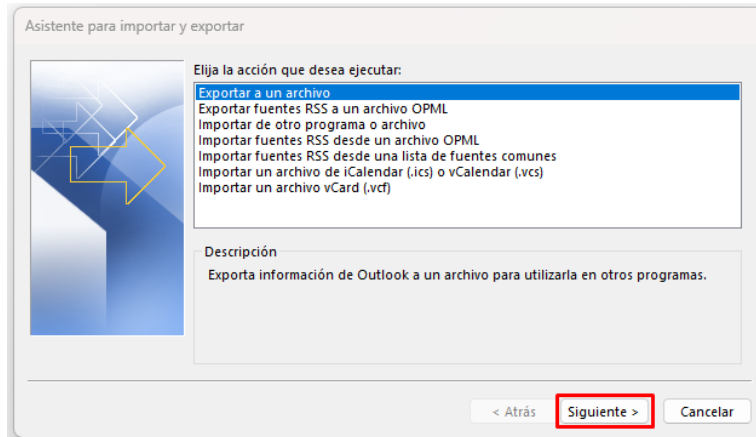 Asistente para importar y exportar
Elija la acción que desea ejecutar:
Exportar a un archivo
Exportar fuentes RSS a un archivo OPML
Importar de otro programa o archivo
Importar fuentes RSS desde un archivo OPML
Importar fuentes RSS desde una lista de fuentes comunes
Importar un archivo de iCalendar (.ics) o vCalendar (.vcs)
Importar un archivo vCard (.vcf)
Descripción
Exporta información de Outlook a un archivo para utilizarla en otros programas.
< Atrás Siguiente > Cancelar